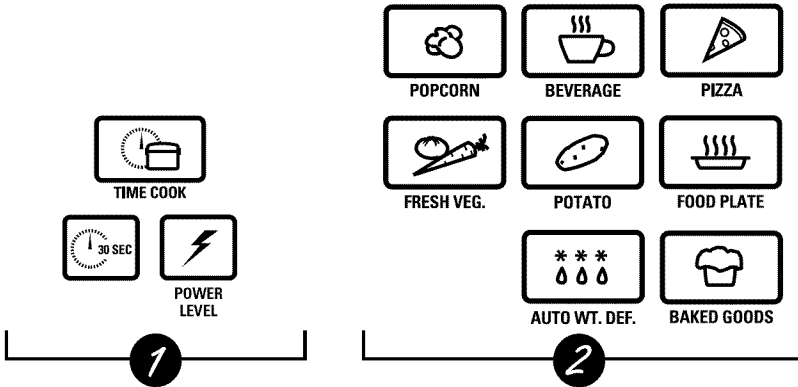 POPCORN
BEVERAGE
PIZZA
TIME COOK
FRESH VEG.
POTATO
FOOD PLATE
30 SEC
POWER
LEVEL
AUTO WT. DEF.
BAKED GOODS
1
2